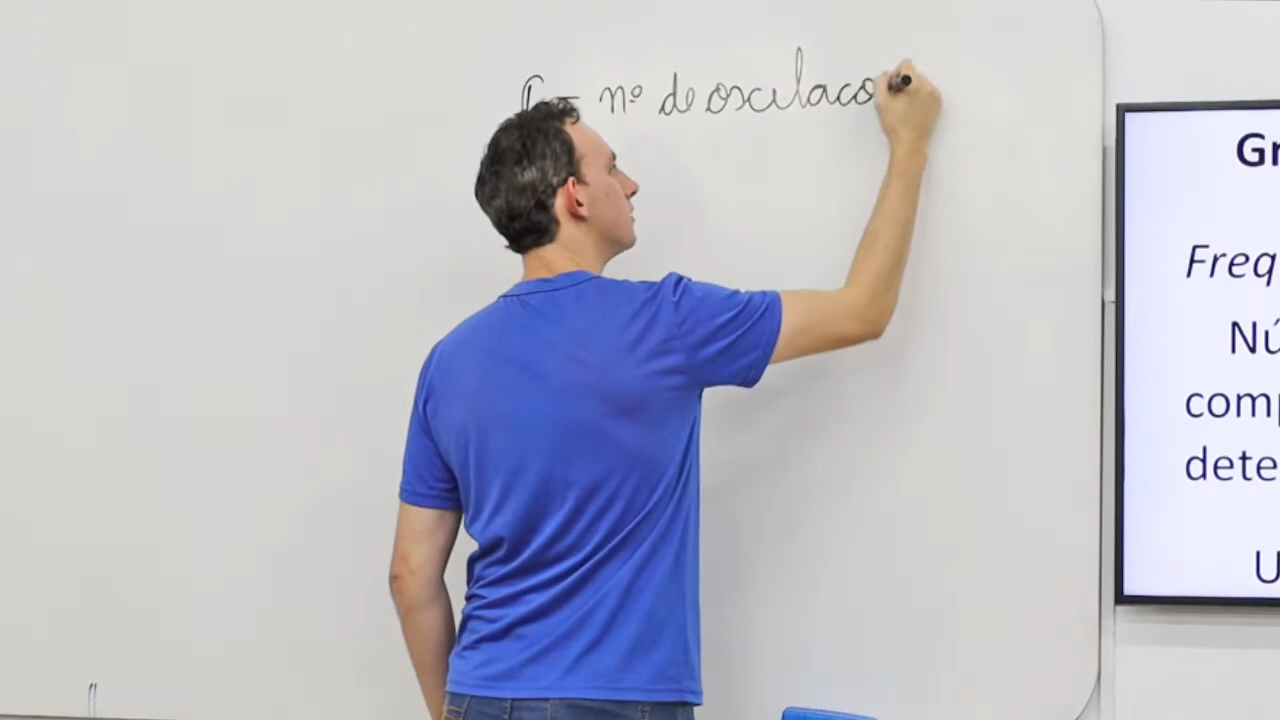 nº de oscilaco
Gr
Freq
Nú
comp
dete
U